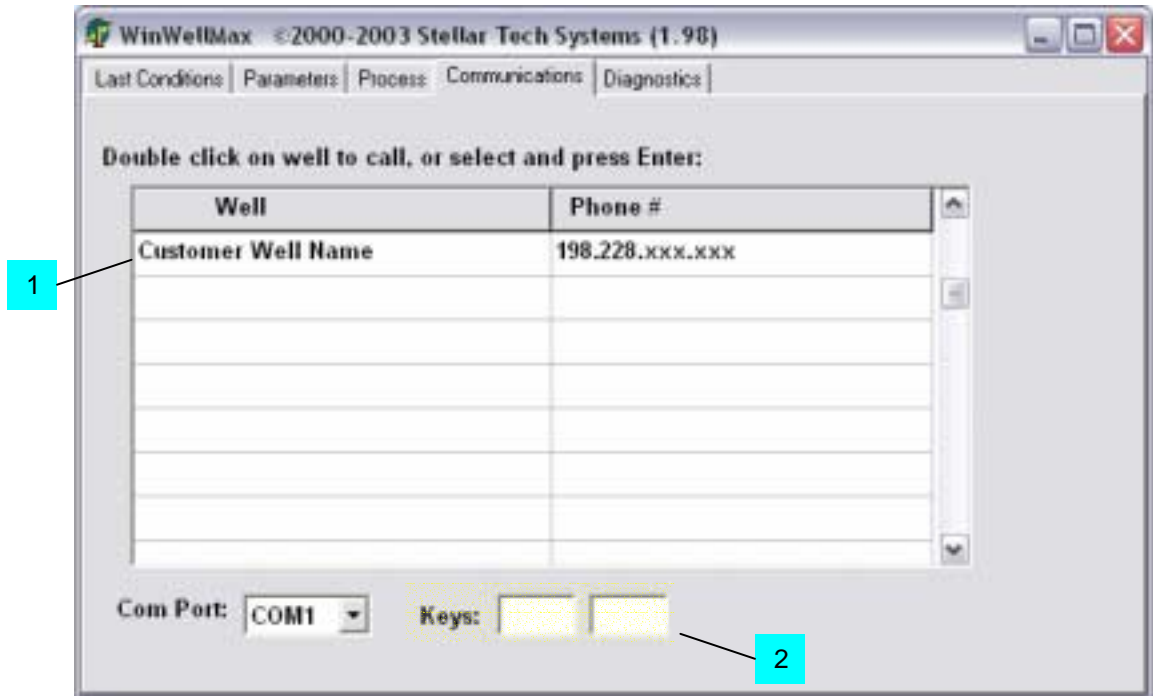 WinWellMax ©2000-2003 Stellar Tech Systems (1.98)
Last Conditions Parameters Process Communications Diagnostics
Double click on well to call, or select and press Enter:
Well Phone #
Customer Well Name 198.228.xxx.xxx
1
Com Port: COM1 Keys:
2